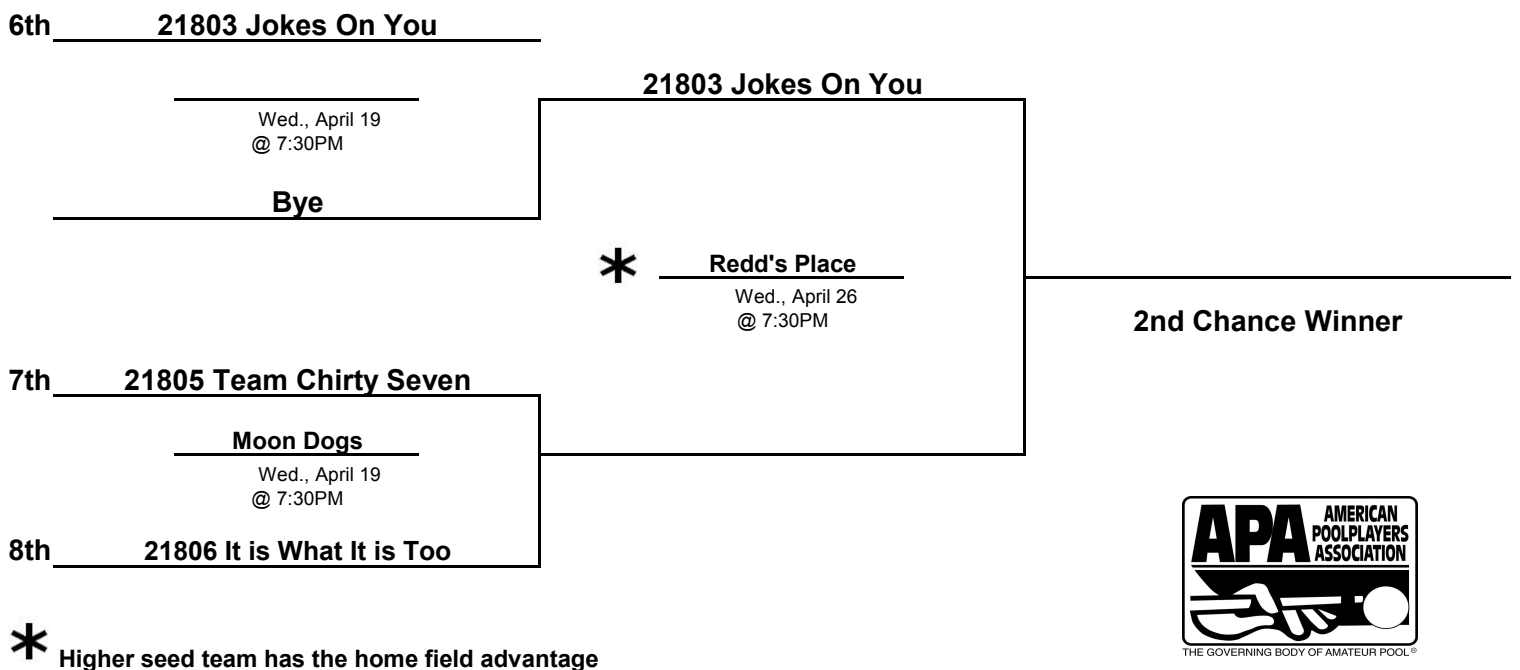 6th 21803 Jokes On You
21803 Jokes On You
Wed., April 19
@ 7:30PM
Bye
* Redd's Place
Wed., April 26
@ 7:30PM
2nd Chance Winner
7th 21805 Team Chirty Seven
Moon Dogs
Wed., April 19
@ 7:30PM
8th 21806 It is What It is Too
* Higher seed team has the home field advantage
APA AMERICAN
POOLPLAYERS
ASSOCIATION
THE GOVERNING BODY OF AMATEUR POOL®